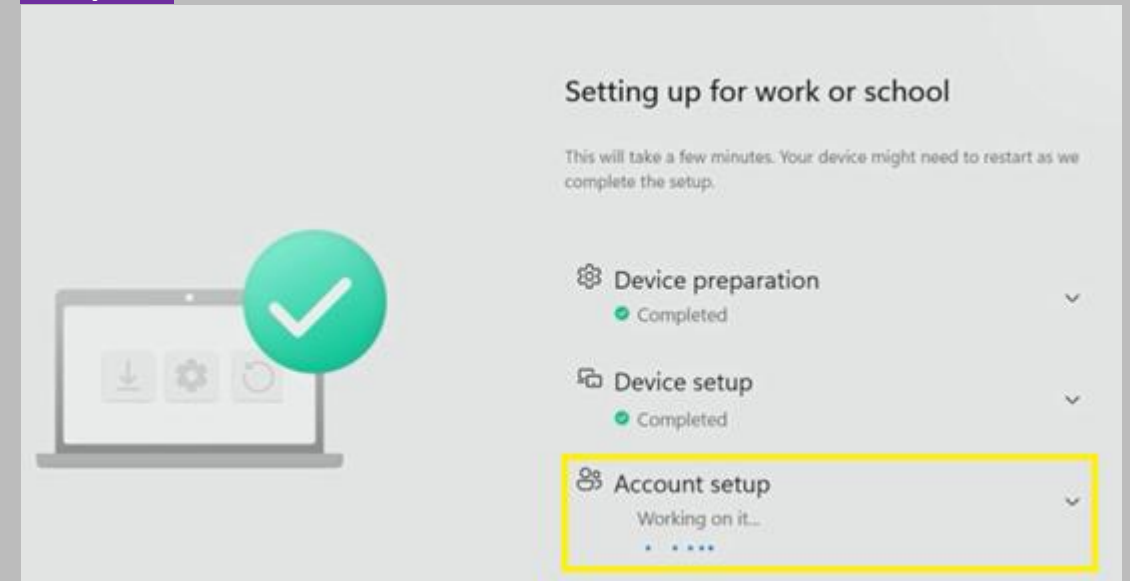 Setting up for work or school
This will take a few minutes. Your device might need to restart as we
complete the setup.
Device preparation
Completed
Device setup
Completed
Account setup
Working on it...